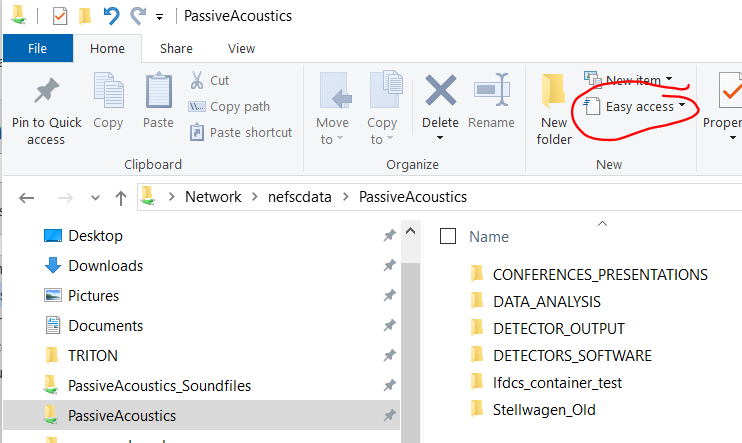 PassiveAcoustics
File Home Share View
Pin to Quick access
Copy
Paste
Cut
Copy path
Paste shortcut
Clipboard
Move to
Copy to
Delete
Rename
Organize
New folder
New item
Easy access
New
Network > nefscdata > PassiveAcoustics
Desktop
Downloads
Pictures
Documents
TRITON
PassiveAcoustics_Soundfiles
PassiveAcoustics
Name
CONFERENCES_PRESENTATIONS
DATA_ANALYSIS
DETECTOR_OUTPUT
DETECTORS_SOFTWARE
lfdcs_container_test
Stellwagen_Old